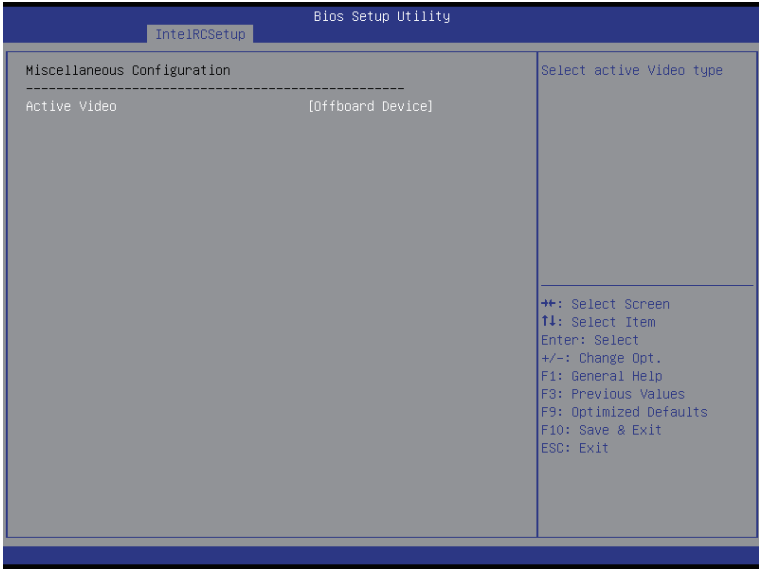 Bios Setup Utility
IntelRCSetup
Miscellaneous Configuration
--------------------------------------------------
Active Video [Offboard Device]
Select active Video type
→←: Select Screen
↑↓: Select Item
Enter: Select
+/-: Change Opt.
F1: General Help
F3: Previous Values
F9: Optimized Defaults
F10: Save & Exit
ESC: Exit